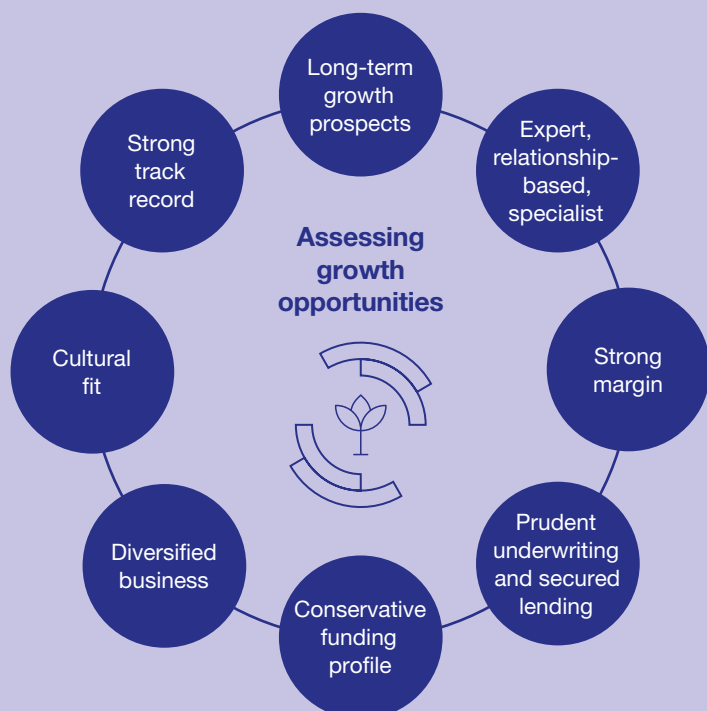 Long-term
growth
prospects
Expert,
relationship-
based,
specialist
Strong
margin
Prudent
underwriting
and secured
lending
Conservative
funding
profile
Diversified
business
Cultural
fit
Strong
track
record
Assessing
growth
opportunities